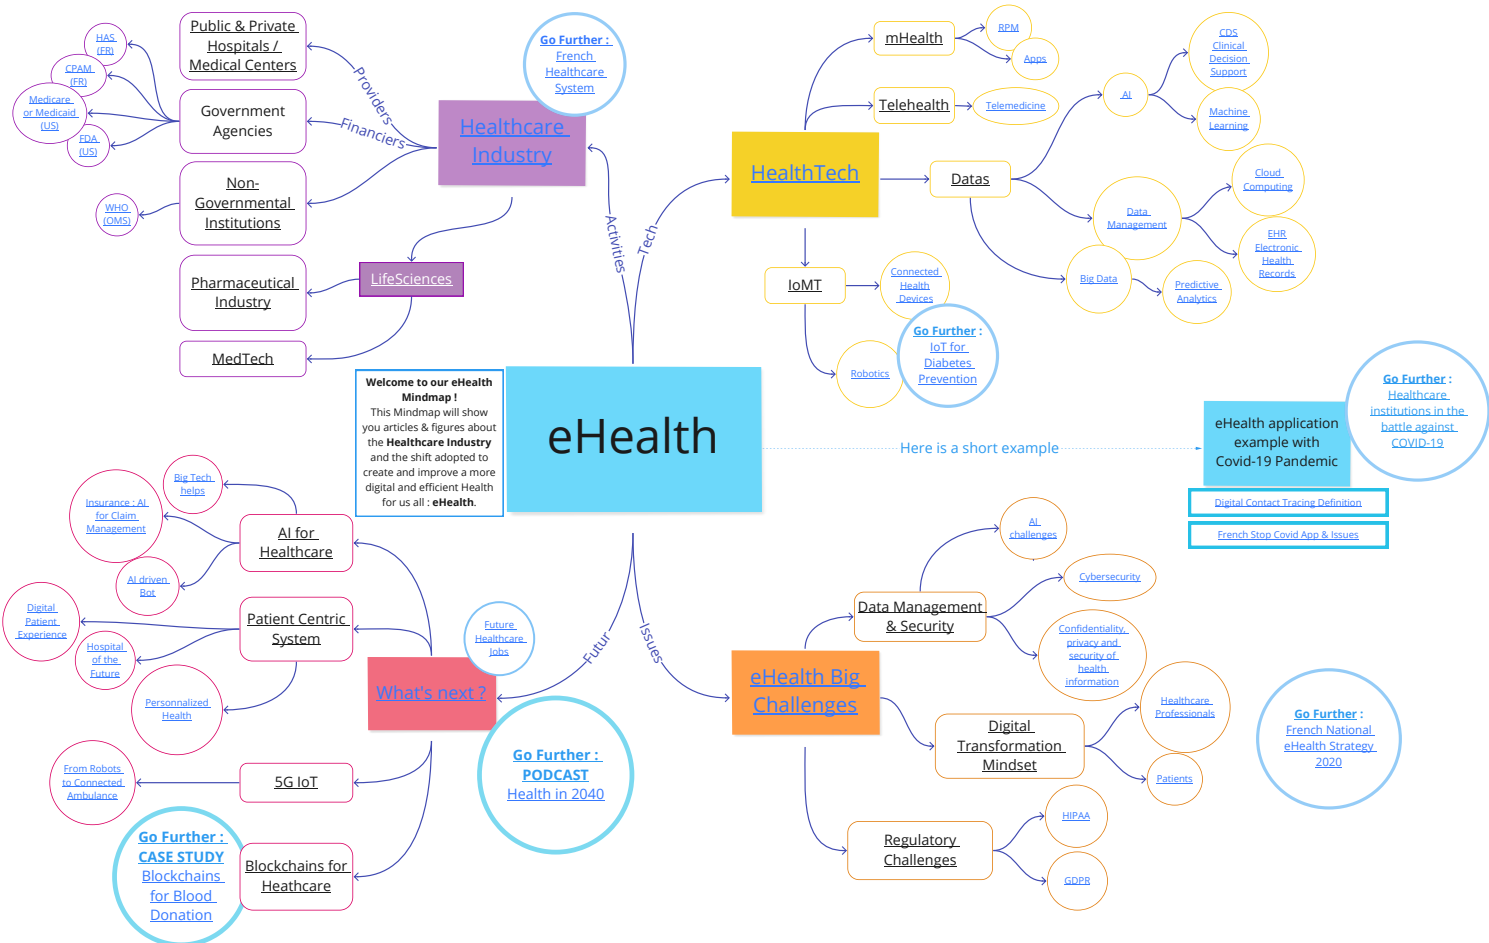 Public & Private
Hospitals /
Medical Centers
HAS
(FR)
CPAM
(FR)
Medicare
or Medicaid
(US)
FDA
(US)
Government
Agencies
Providers
Financiers
Non-
Governmental
Institutions
WHO
(OMS)
Pharmaceutical
Industry
MedTech
LifeSciences
Healthcare
Industry
Go Further :
French
Healthcare
System
Activities
Tech
HealthTech
mHealth
RPM
Apps
Telehealth
Telemedicine
Datas
AI
CDS
Clinical
Decision
Support
Machine
Learning
Data
Management
Cloud
Computing
EHR
Electronic
Health
Records
Big Data
Predictive
Analytics
IoMT
Connected
Health
Devices
Robotics
Go Further :
IoT for
Diabetes
Prevention
Welcome to our eHealth
Mindmap !
This Mindmap will show
you articles & figures about
the Healthcare Industry
and the shift adopted to
create and improve a more
digital and efficient Health
for us all : eHealth.
eHealth
Here is a short example
eHealth application
example with
Covid-19 Pandemic
Go Further :
Healthcare
institutions in the
battle against
COVID-19
Digital Contact Tracing Definition
French Stop Covid App & Issues
Big Tech
helps
Insurance : AI
for Claim
Management
AI driven
Bot
AI for
Healthcare
Digital
Patient
Experience
Hospital
of the
Future
Personnalized
Health
Patient Centric
System
Future
Healthcare
Jobs
Futur
Issues
What's next ?
Go Further :
PODCAST
Health in 2040
From Robots
to Connected
Ambulance
5G IoT
Go Further :
CASE STUDY
Blockchains
for Blood
Donation
Blockchains for
Heathcare
eHealth Big
Challenges
Data Management
& Security
AI
challenges
Cybersecurity
Confidentiality,
privacy and
security of
health
information
Digital
Transformation
Mindset
Healthcare
Professionals
Patients
Regulatory
Challenges
HIPAA
GDPR
Go Further :
French National
eHealth Strategy
2020